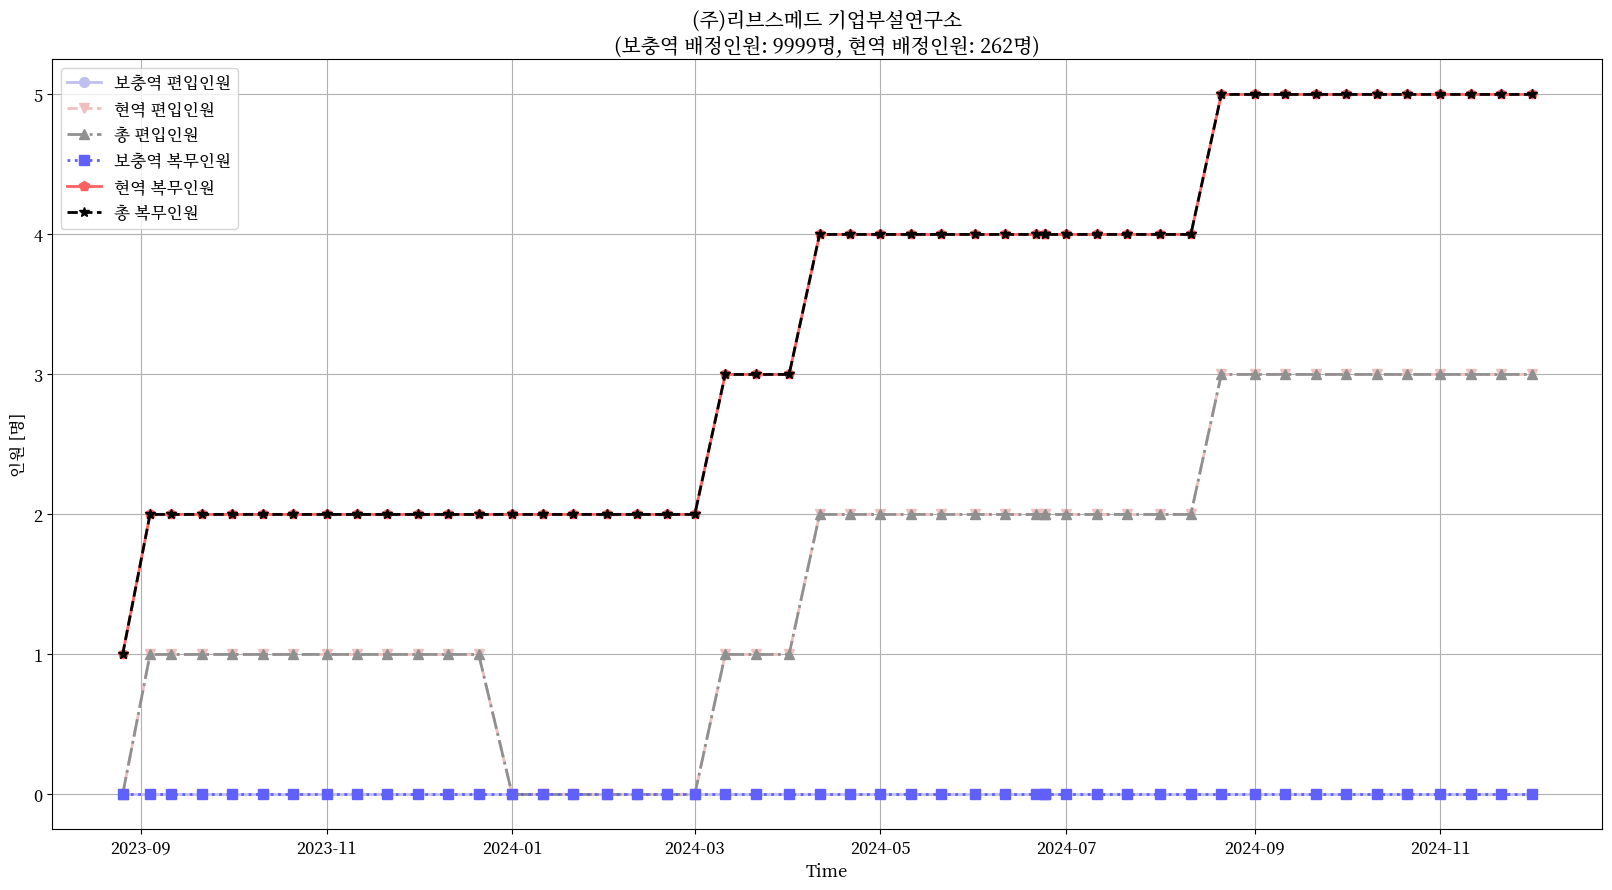 (주)리브스메드 기업부설연구소
(보충역 배정인원: 9999명, 현역 배정인원: 262명)
보충역 편입인원
현역 편입인원
총 편입인원
보충역 복무인원
현역 복무인원
총 복무인원
5
4
3
2
1
0
인원 [명]
2023-09
2023-11
2024-01
2024-03
2024-05
2024-07
2024-09
2024-11
Time